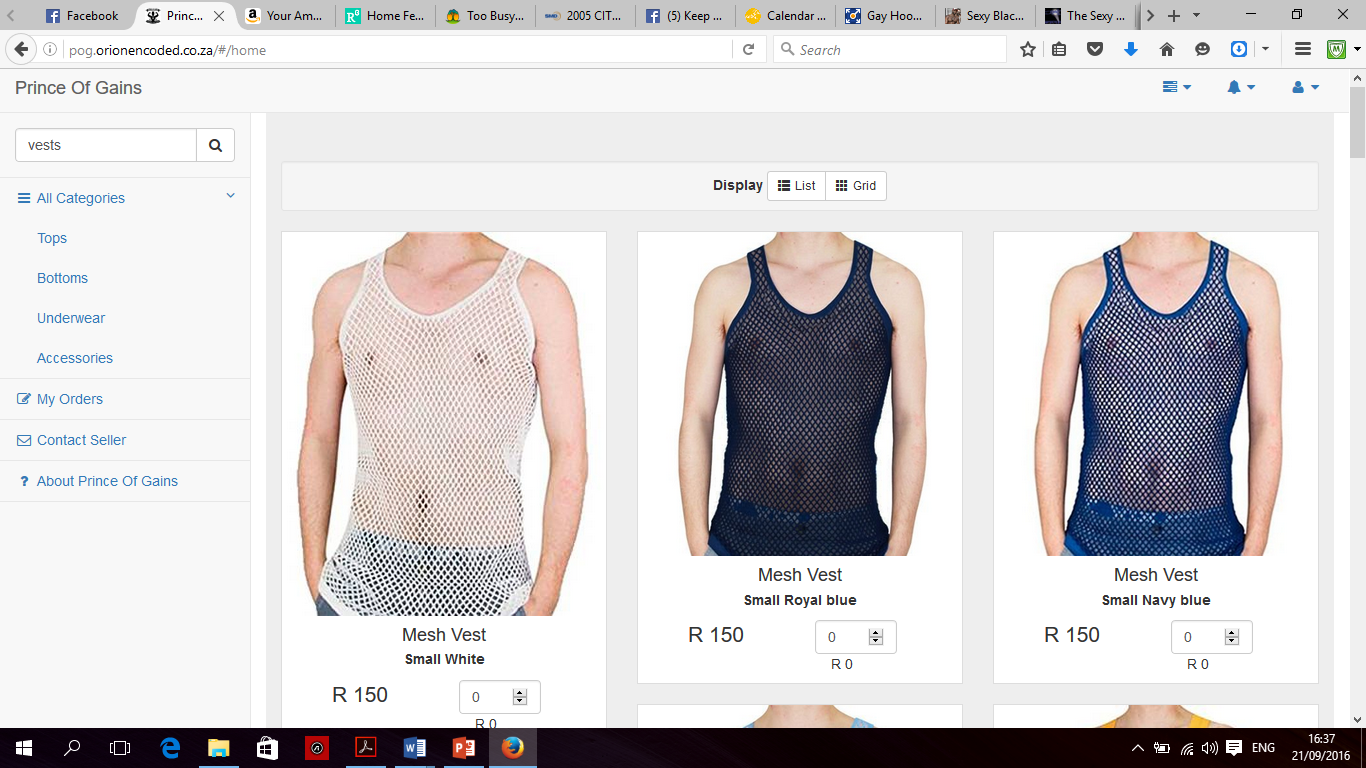 Facebook
Princ...
Your Am...
Home Fe...
Too Busy...
2005 CIT...
(5) Keep ...
Calendar ...
Gay Hoo...
Sexy Blac...
The Sexy ...
pog.orionencoded.co.za/#/home
Search
Prince Of Gains
vests
All Categories
Tops
Bottoms
Underwear
Accessories
My Orders
Contact Seller
? About Prince Of Gains
Display List Grid
Mesh Vest
Small White
R 150
0
R 0
Mesh Vest
Small Royal blue
R 150
0
R 0
Mesh Vest
Small Navy blue
R 150
0
R 0
ENG
16:37
21/09/2016